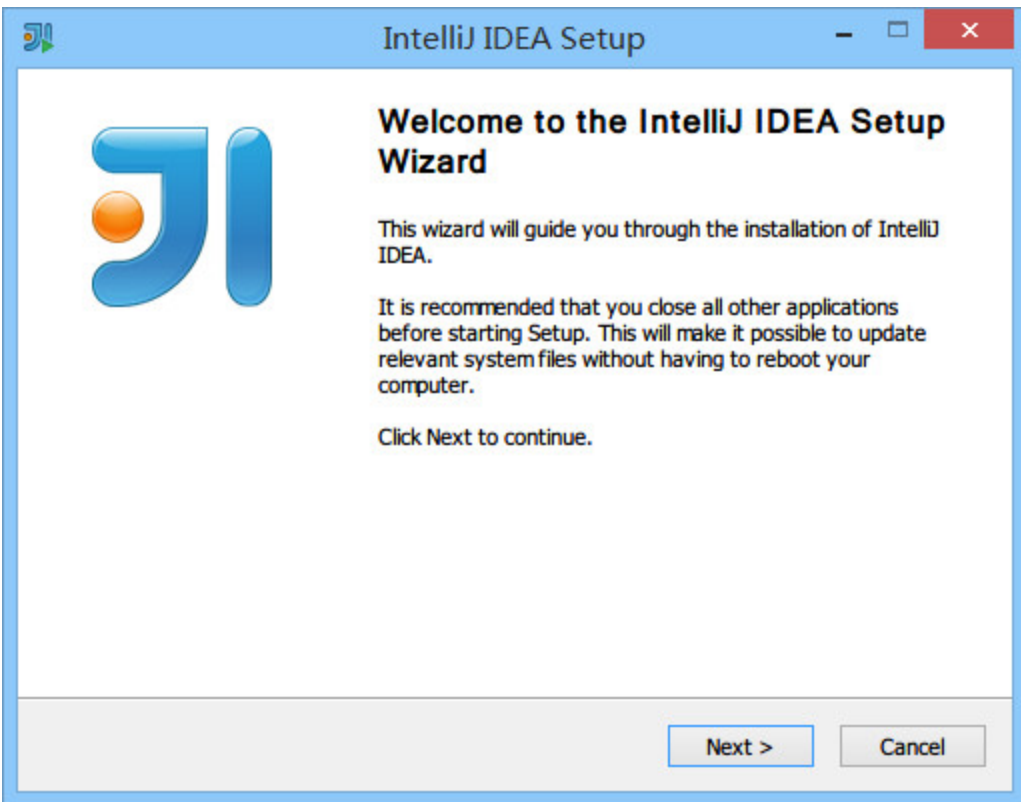 IntelliJ IDEA Setup
Welcome to the IntelliJ IDEA Setup
Wizard
This wizard will guide you through the installation of IntelliJ
IDEA.
It is recommended that you close all other applications
before starting Setup. This will make it possible to update
relevant system files without having to reboot your
computer.
Click Next to continue.
Next >
Cancel